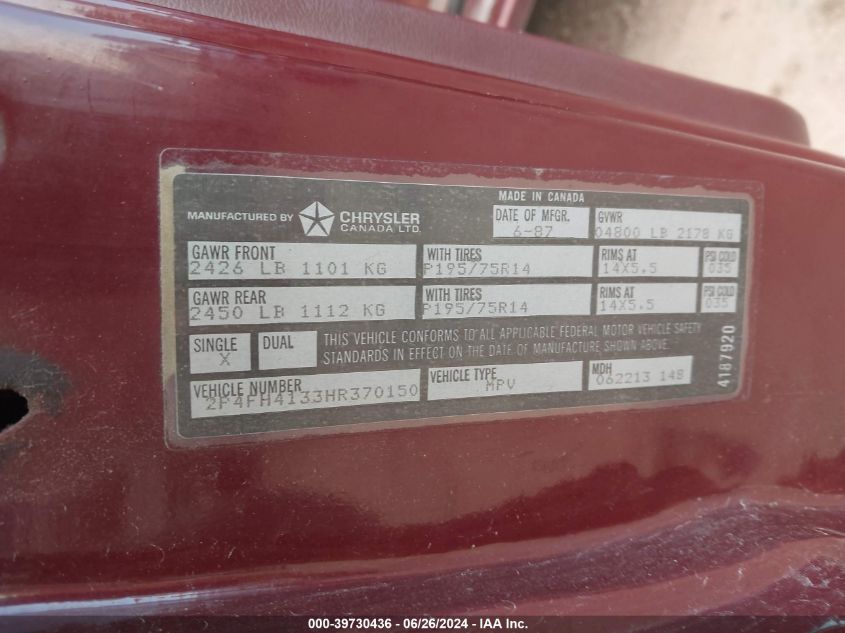 MADE IN CANADA
MANUFACTURED BY CHRYSLER CANADA LTD.
DATE OF MFGR. 6-87
GVWR 04800 LB 2178 KG
GAWR FRONT 2426 LB 1101 KG
WITH TIRES P195/75R14
RIMS AT 14X5.5
PSI COLD 035
GAWR REAR 2450 LB 1112 KG
WITH TIRES P195/75R14
RIMS AT 14X5.5
PSI COLD 035
SINGLE X
DUAL
THIS VEHICLE CONFORMS TO ALL APPLICABLE FEDERAL MOTOR VEHICLE SAFETY
STANDARDS IN EFFECT ON THE DATE OF MANUFACTURE SHOWN ABOVE.
VEHICLE NUMBER 2P4FH4133HR370150
VEHICLE TYPE MPV
MDH 062213 148
4187920
000-39730436 - 06/26/2024 - IAA Inc.